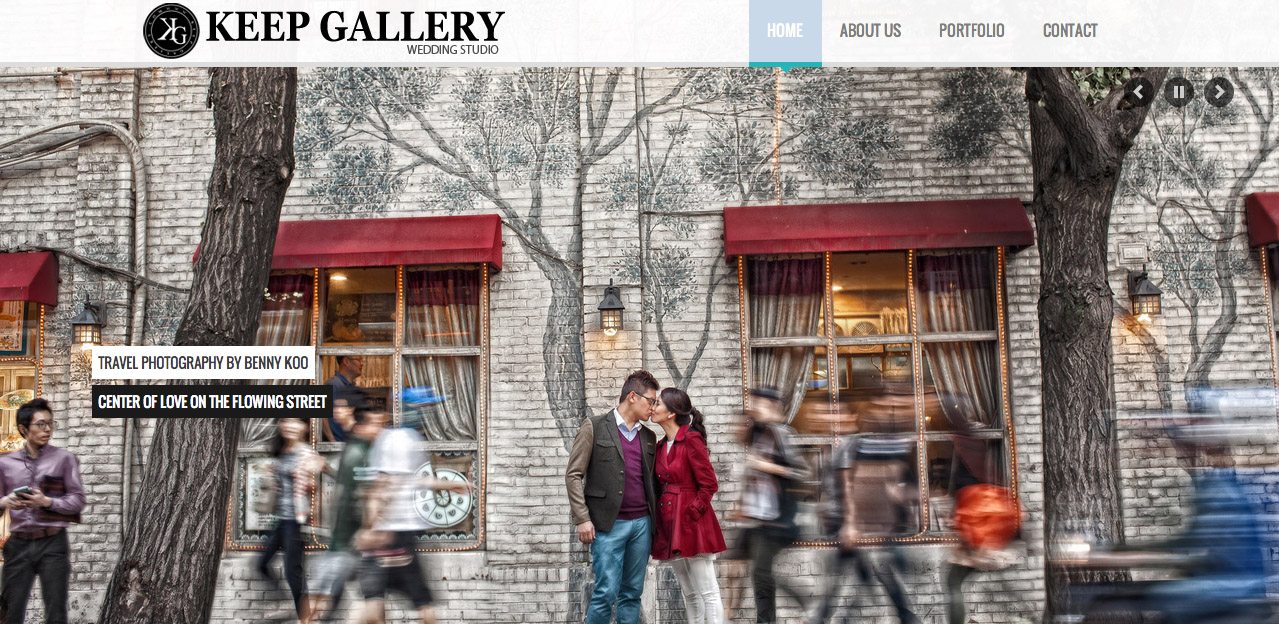 KG
KEEP GALLERY
WEDDING STUDIO
HOME
ABOUT US
PORTFOLIO
CONTACT
TRAVEL PHOTOGRAPHY BY BENNY KOO
CENTER OF LOVE ON THE FLOWING STREET